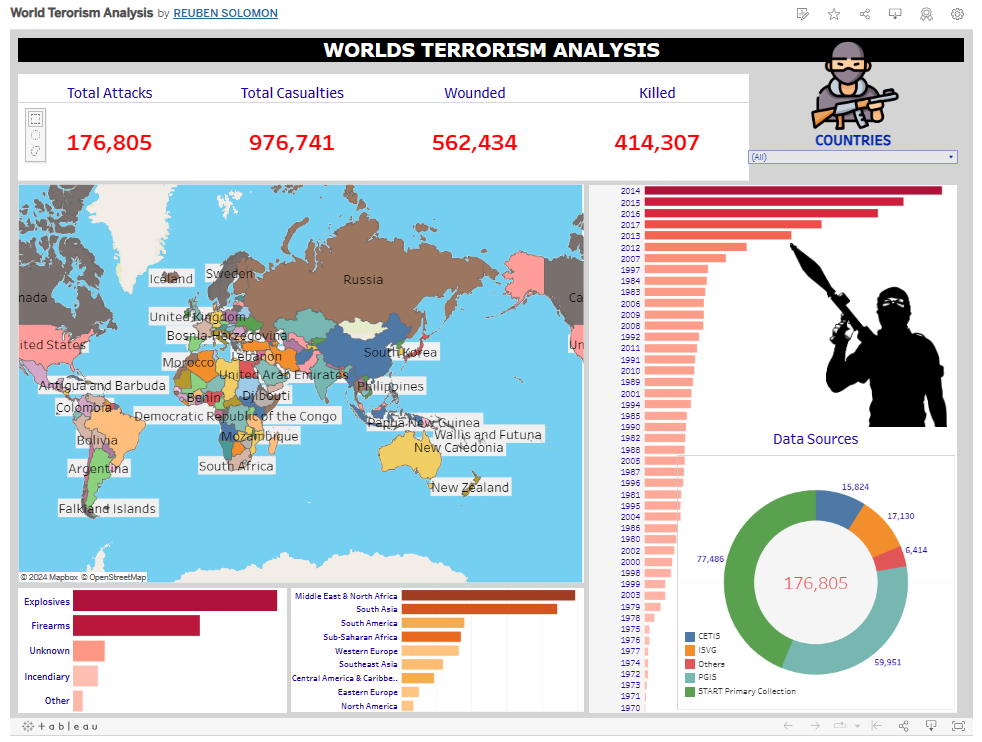 World Terorism Analysis by REUBEN SOLOMON
WORLDS TERRORISM ANALYSIS
Total Attacks
Total Casualties
Wounded
Killed
176,805
976,741
562,434
414,307
COUNTRIES
(All)
Iceland
Sweden
Russia
nada
Ca
United Kingdom
Bosnia-Herzegovina
ited States
Un
Lebanon
South Korea
Morocco
United Arab Emirates
Antigua and Barbuda
Philippines
Benin
Djibouti
Colombia
Democratic Republic of the Congo
Papua New Guinea
Wallis and Futuna
Bolivia
Mozambique
New Caledonia
Argentina
South Africa
New Zealand
Falkland Islands
© 2024 Mapbox © OpenStreetMap
2014
2015
2016
2017
2013
2012
2007
1997
1984
1983
2006
2009
2008
1992
2011
1991
2010
1989
2001
1994
1985
1990
1982
1988
2005
1987
1996
1981
1995
2004
1986
1980
2002
2000
1998
1999
2003
1979
1978
1975
1976
1977
1974
1972
1973
1971
1970
Data Sources
15,824
17,130
6,414
77,486
176,805
59,951
CETIS
ISVG
Others
PGIS
START Primary Collection
Explosives
Firearms
Unknown
Incendiary
Other
Middle East & North Africa
South Asia
South America
Sub-Saharan Africa
Western Europe
Southeast Asia
Central America & Caribbe..
Eastern Europe
North America
+ a b l e a u